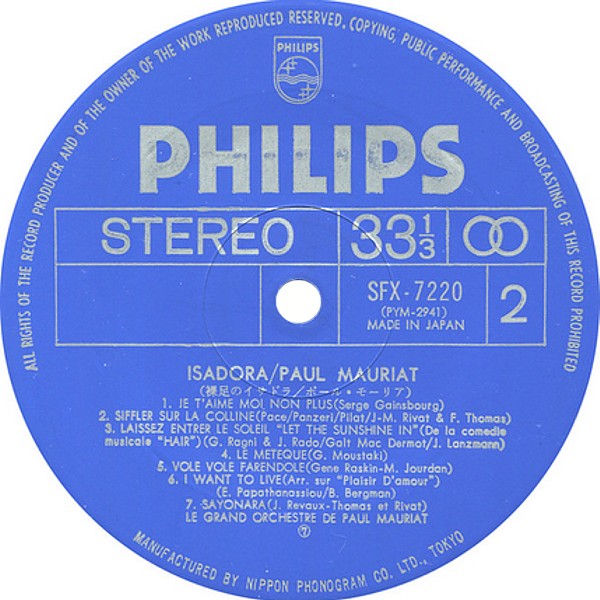 ALL RIGHTS OF THE RECORD PRODUCER AND OF THE OWNER OF THE WORK REPRODUCED RESERVED. COPYING, PUBLIC PERFORMANCE AND BROADCASTING OF THIS RECORD PROHIBITED
PHILIPS
PHILIPS
STEREO 33 1/3
SFX-7220 2
(PYM-2941)
MADE IN JAPAN
ISADORA/PAUL MAURIAT
(裸足のイサドラ/ポール・モーリア)
1. JE T'AIME MOI NON PLUS(Serge Gainsbourg)
2. SIFFLER SUR LA COLLINE(Pace/Panzeri/Pilat/J-M. Rivat & F. Thomas)
3. LAISSEZ ENTRER LE SOLEIL "LET THE SUNSHINE IN"(De la comedie
musicale "HAIR")(G. Ragni & J. Rado/Galt Mac Dermot/J. Lanzmann)
4. LE METEQUE(G. Moustaki)
5. VOLE VOLE FARENDOLE(Gene Raskin-M. Jourdan)
6. I WANT TO LIVE(Arr. sur "Plaisir D'amour")
(E. Papathanassiou/B. Bergman)
7. SAYONARA(J. Revaux-Thomas et Rivat)
LE GRAND ORCHESTRE DE PAUL MAURIAT
⑦
MANUFACTURED BY NIPPON PHONOGRAM CO. LTD., TOKYO